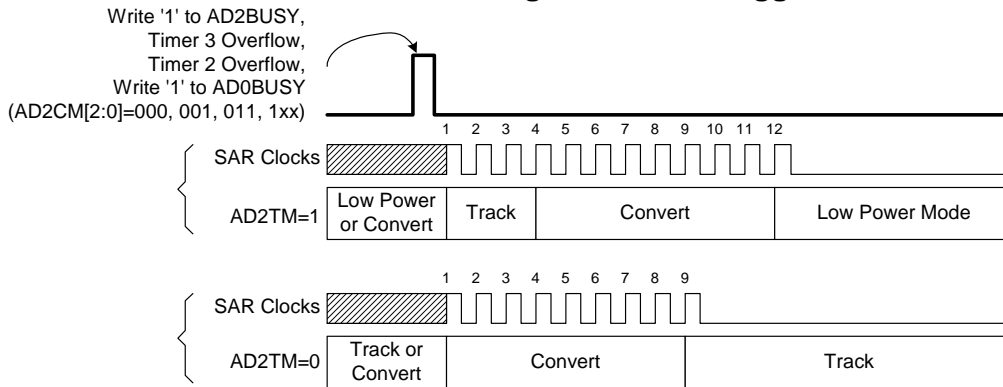 Write '1' to AD2BUSY,
Timer 3 Overflow,
Timer 2 Overflow,
Write '1' to AD0BUSY
(AD2CM[2:0]=000, 001, 011, 1xx)
1 2 3 4 5 6 7 8 9 10 11 12
SAR Clocks
AD2TM=1
Low Power
or Convert
Track
Convert
Low Power Mode
1 2 3 4 5 6 7 8 9
SAR Clocks
AD2TM=0
Track or
Convert
Convert
Track